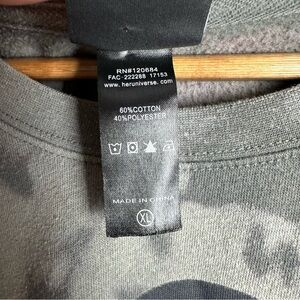 RN#120684
FAC 222288 17153
www.heruniverse.com
60%COTTON
40%POLYESTER
MADE IN CHINA
XL